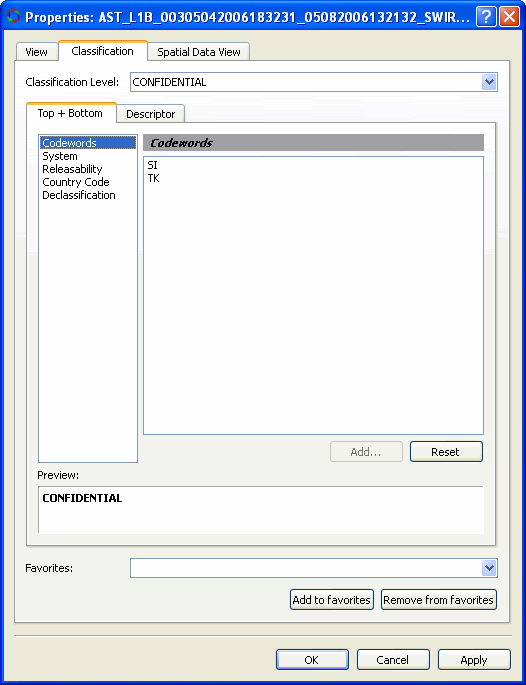 Properties: AST_L1B_00305042006183231_05082006132132_SWIR...
View Classification Spatial Data View
Classification Level: CONFIDENTIAL
Top + Bottom Descriptor
Codewords
System
Releasability
Country Code
Declassification
Codewords
SI
TK
Add... Reset
Preview:
CONFIDENTIAL
Favorites:
Add to favorites Remove from favorites
OK Cancel Apply